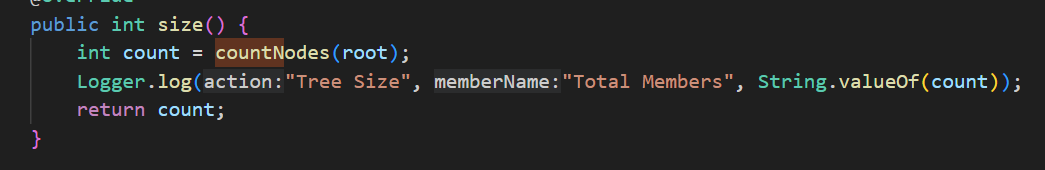 @Override
public int size() {
int count = countNodes(root);
Logger.log(action:"Tree Size", memberName:"Total Members", String.valueOf(count));
return count;
}